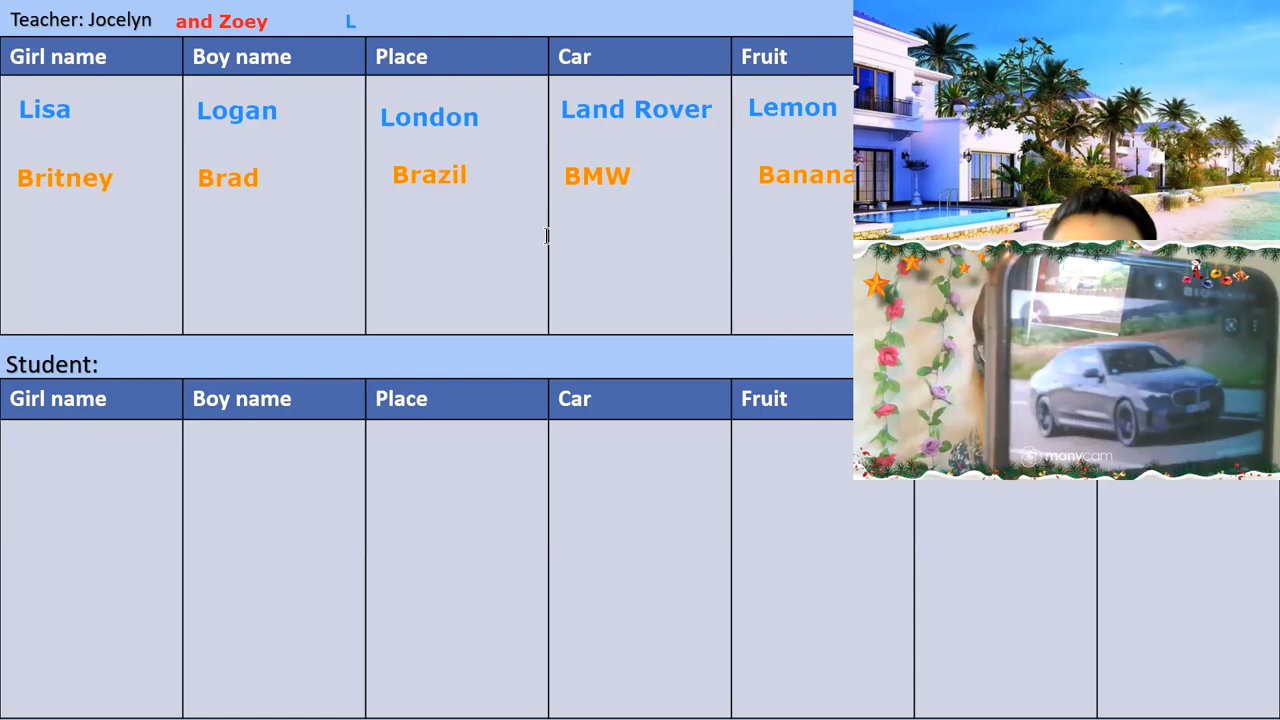 Teacher: Jocelyn and Zoey L
Girl name Boy name Place Car Fruit
Lisa Logan London Land Rover Lemon
Britney Brad Brazil BMW Banana
Student:
Girl name Boy name Place Car Fruit
manycam